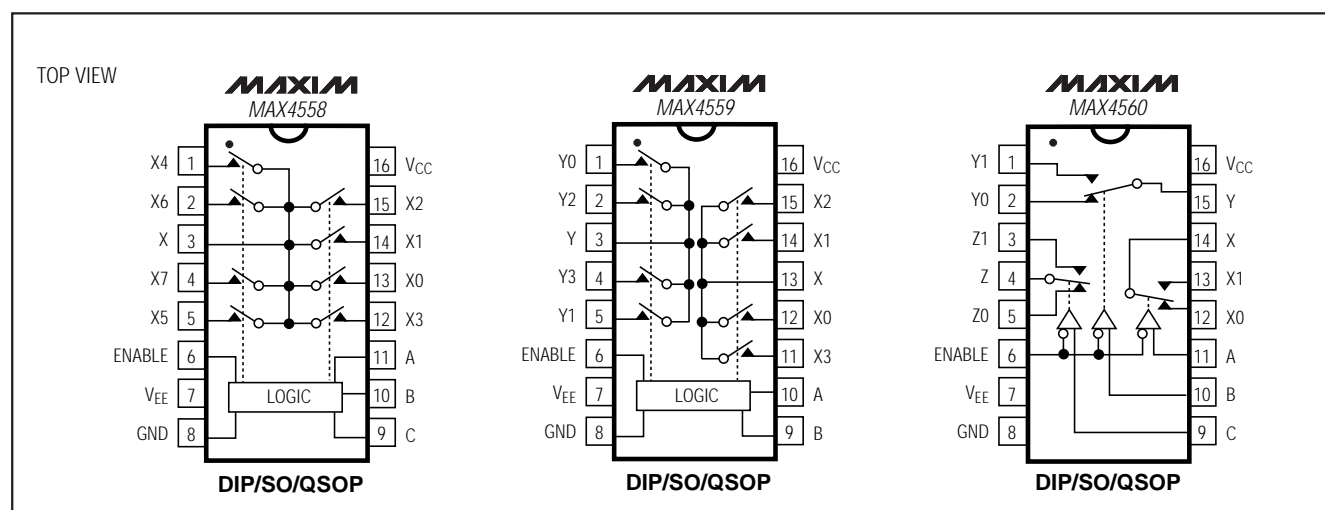 TOP VIEW
MAXIM
MAX4558
X4 1
X6 2
X 3
X7 4
X5 5
ENABLE 6
VEE 7
GND 8
16 VCC
15 X2
14 X1
13 X0
12 X3
11 A
10 B
9 C
LOGIC
DIP/SO/QSOP
MAXIM
MAX4559
Y0 1
Y2 2
Y 3
Y3 4
Y1 5
ENABLE 6
VEE 7
GND 8
16 VCC
15 X2
14 X1
13 X
12 X0
11 X3
10 A
9 B
LOGIC
DIP/SO/QSOP
MAXIM
MAX4560
Y1 1
Y0 2
Z1 3
Z 4
Z0 5
ENABLE 6
VEE 7
GND 8
16 VCC
15 Y
14 X
13 X1
12 X0
11 A
10 B
9 C
DIP/SO/QSOP